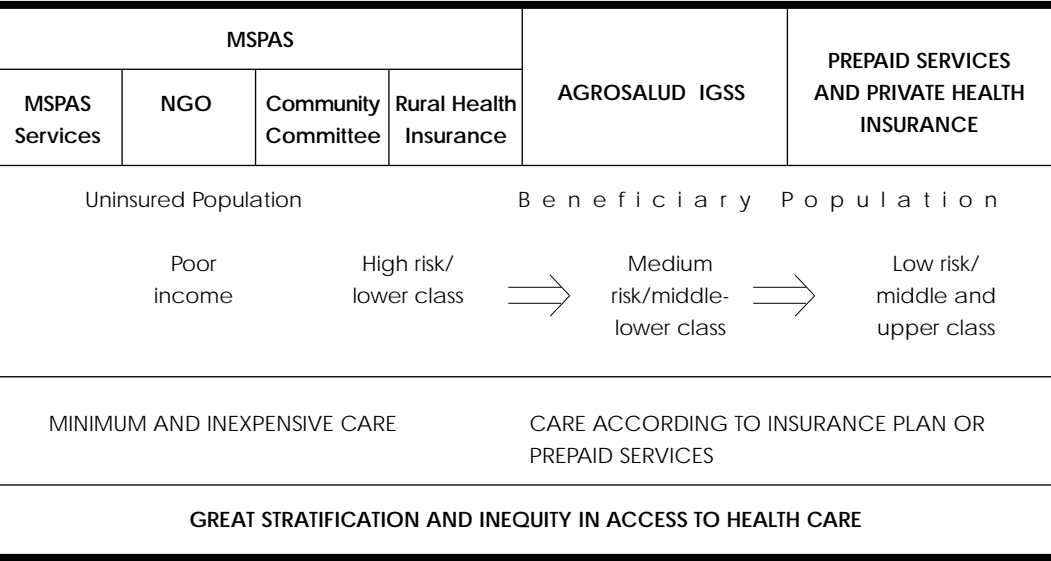 MSPAS
MSPAS
Services
NGO
Community
Committee
Rural Health
Insurance
AGROSALUD IGSS
PREPAID SERVICES
AND PRIVATE HEALTH
INSURANCE
Uninsured Population
Beneficiary Population
Poor
income
High risk/
lower class
Medium
risk/middle-
lower class
Low risk/
middle and
upper class
MINIMUM AND INEXPENSIVE CARE
CARE ACCORDING TO INSURANCE PLAN OR
PREPAID SERVICES
GREAT STRATIFICATION AND INEQUITY IN ACCESS TO HEALTH CARE